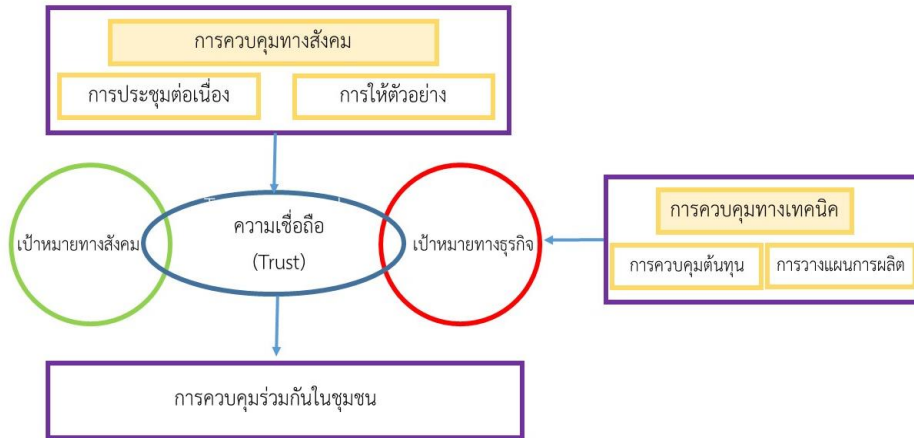 การควบคุมทางสังคม
การประชุมต่อเนื่อง
การให้ตัวอย่าง
เป้าหมายทางสังคม
ความเชื่อถือ
(Trust)
เป้าหมายทางธุรกิจ
การควบคุมทางเทคนิค
การควบคุมต้นทุน
การวางแผนการผลิต
การควบคุมร่วมกันในชุมชน